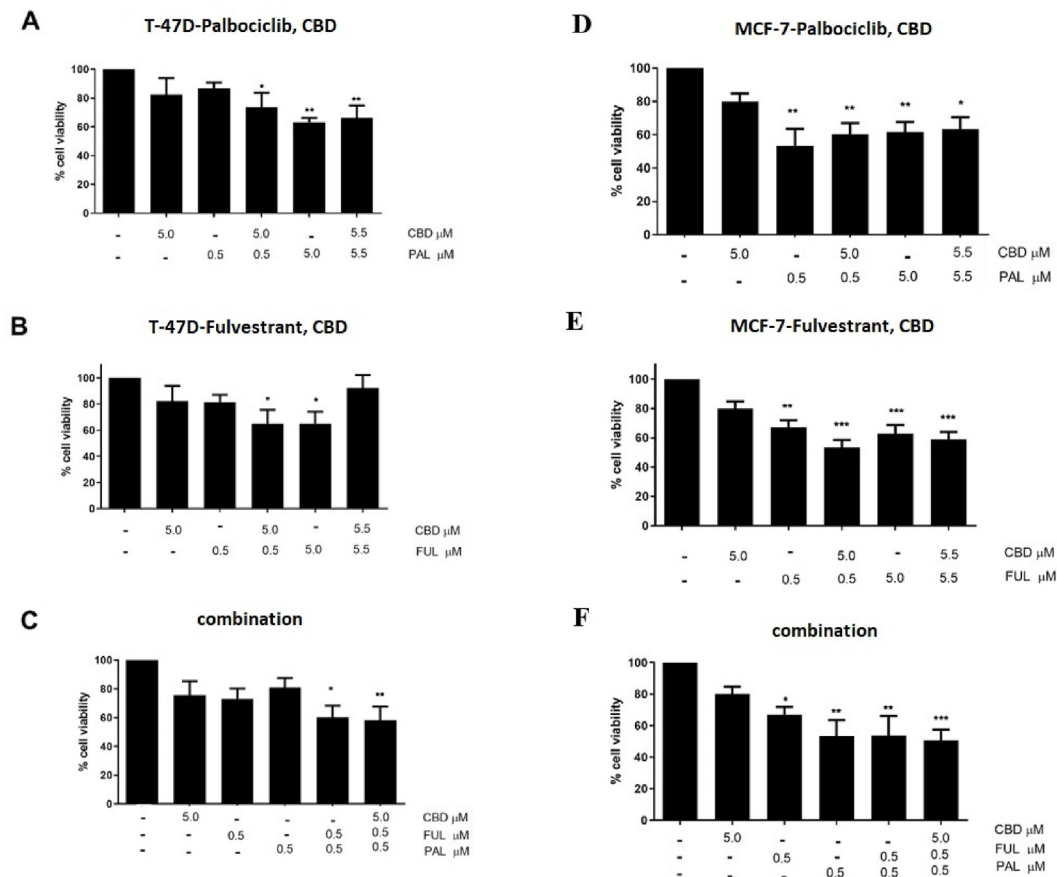 A
T-47D-Palbociclib, CBD
% cell viability
100
80
60
40
20
0
* ** **
- 5.0 - 5.0 - 5.5 CBD μM
- - 0.5 0.5 5.0 5.5 PAL μM
B
T-47D-Fulvestrant, CBD
% cell viability
100
80
60
40
20
0
* *
- 5.0 - 5.0 - 5.5 CBD μM
- - 0.5 0.5 5.0 5.5 FUL μM
C
combination
% cell viability
100
80
60
40
20
0
* **
- 5.0 - - - 5.0 CBD μM
- - 0.5 - 0.5 0.5 FUL μM
- - - 0.5 0.5 0.5 PAL μM
D
MCF-7-Palbociclib, CBD
% cell viability
100
80
60
40
20
0
** ** ** *
- 5.0 - 5.0 - 5.5 CBD μM
- - 0.5 0.5 5.0 5.5 PAL μM
E
MCF-7-Fulvestrant, CBD
% cell viability
100
80
60
40
20
0
** *** *** ***
- 5.0 - 5.0 - 5.5 CBD μM
- - 0.5 0.5 5.0 5.5 FUL μM
F
combination
% cell viability
100
80
60
40
20
0
* ** ** ***
- 5.0 - - - 5.0 CBD μM
- - 0.5 - 0.5 0.5 FUL μM
- - - 0.5 0.5 0.5 PAL μM